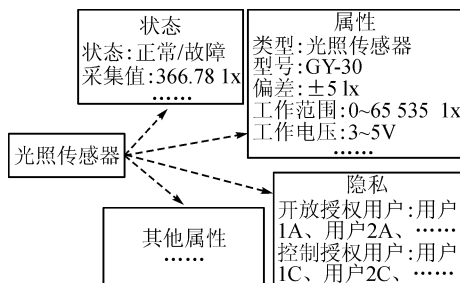 状态
状态:正常/故障
采集值:366.78 lx
……
属性
类型:光照传感器
型号:GY-30
偏差:±5 lx
工作范围:0~65 535 lx
工作电压:3~5V
……
光照传感器
其他属性
……
隐私
开放授权用户:用户
1A、用户2A、……
控制授权用户:用户
1C、用户2C、……